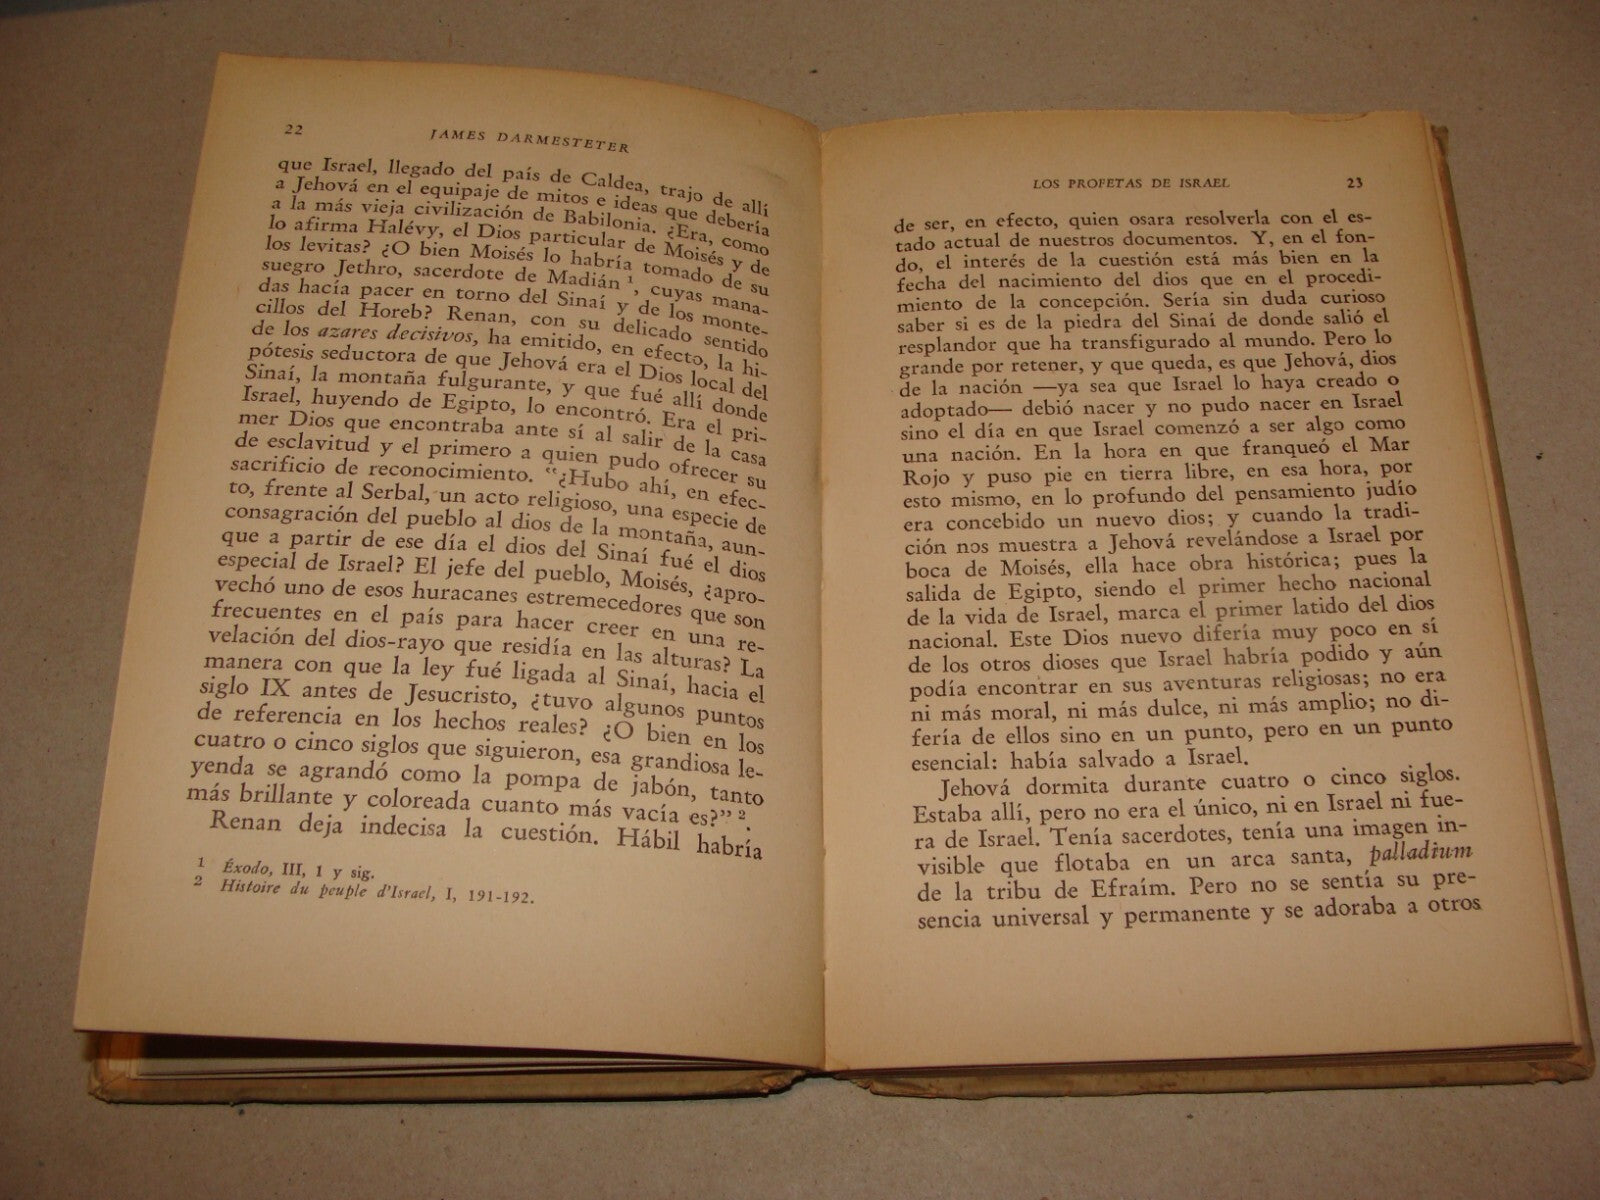 22
JAMES DARMESTETER
que Israel, llegado del país de Caldea, trajo de allí
a Jehová en el equipaje de mitos e ideas que debería
a la más vieja civilización de Babilonia. ¿Era, como
lo afirma Halévy, el Dios particular de Moisés y de
los levitas? ¿O bien Moisés lo habría tomado de su
suegro Jethro, sacerdote de Madián ¹, cuyas mana-
das hacía pacer en torno del Sinaí y de los monte-
cillos del Horeb? Renan, con su delicado sentido
de los azares decisivos, ha emitido, en efecto, la hi-
pótesis seductora de que Jehová era el Dios local del
Sinaí, la montaña fulgurante, y que fué allí donde
Israel, huyendo de Egipto, lo encontró. Era el pri-
mer Dios que encontraba ante sí al salir de la casa
de esclavitud y el primero a quien pudo ofrecer su
sacrificio de reconocimiento. "¿Hubo ahí, en efec-
to, frente al Serbal, un acto religioso, una especie de
consagración del pueblo al dios de la montaña, aun-
que a partir de ese día el dios del Sinaí fué el dios
especial de Israel? El jefe del pueblo, Moisés, ¿apro-
vechó uno de esos huracanes estremecedores que son
frecuentes en el país para hacer creer en una re-
velación del dios-rayo que residía en las alturas? La
manera con que la ley fué ligada al Sinaí, hacia el
siglo IX antes de Jesucristo, ¿tuvo algunos puntos
de referencia en los hechos reales? ¿O bien en los
cuatro o cinco siglos que siguieron, esa grandiosa le-
yenda se agrandó como la pompa de jabón, tanto
más brillante y coloreada cuanto más vacía es?" ².
Renan deja indecisa la cuestión. Hábil habría
¹ Éxodo, III, 1 y sig.
² Histoire du peuple d'Israel, I, 191-192.
LOS PROFETAS DE ISRAEL
23
de ser, en efecto, quien osara resolverla con el es-
tado actual de nuestros documentos. Y, en el fon-
do, el interés de la cuestión está más bien en la
fecha del nacimiento del dios que en el procedi-
miento de la concepción. Sería sin duda curioso
saber si es de la piedra del Sinaí de donde salió el
resplandor que ha transfigurado al mundo. Pero lo
grande por retener, y que queda, es que Jehová, dios
de la nación —ya sea que Israel lo haya creado o
adoptado— debió nacer y no pudo nacer en Israel
sino el día en que Israel comenzó a ser algo como
una nación. En la hora en que franqueó el Mar
Rojo y puso pie en tierra libre, en esa hora, por
esto mismo, en lo profundo del pensamiento judío
era concebido un nuevo dios; y cuando la tradi-
ción nos muestra a Jehová revelándose a Israel por
boca de Moisés, ella hace obra histórica; pues la
salida de Egipto, siendo el primer hecho nacional
de la vida de Israel, marca el primer latido del dios
nacional. Este Dios nuevo difería muy poco en sí
de los otros dioses que Israel habría podido y aún
podía encontrar en sus aventuras religiosas; no era
ni más moral, ni más dulce, ni más amplio; no di-
fería de ellos sino en un punto, pero en un punto
esencial: había salvado a Israel.
Jehová dormita durante cuatro o cinco siglos.
Estaba allí, pero no era el único, ni en Israel ni fue-
ra de Israel. Tenía sacerdotes, tenía una imagen in-
visible que flotaba en un arca santa, palladium
de la tribu de Efraím. Pero no se sentía su pre-
sencia universal y permanente y se adoraba a otros